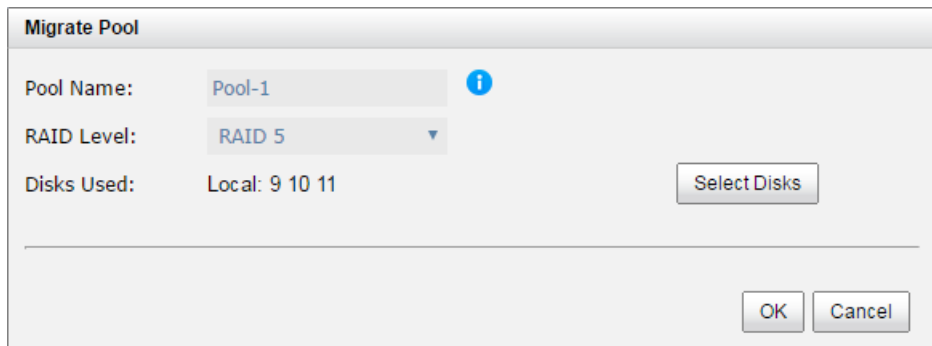 Migrate Pool
Pool Name: Pool-1
RAID Level: RAID 5
Disks Used: Local: 9 10 11 Select Disks
OK Cancel